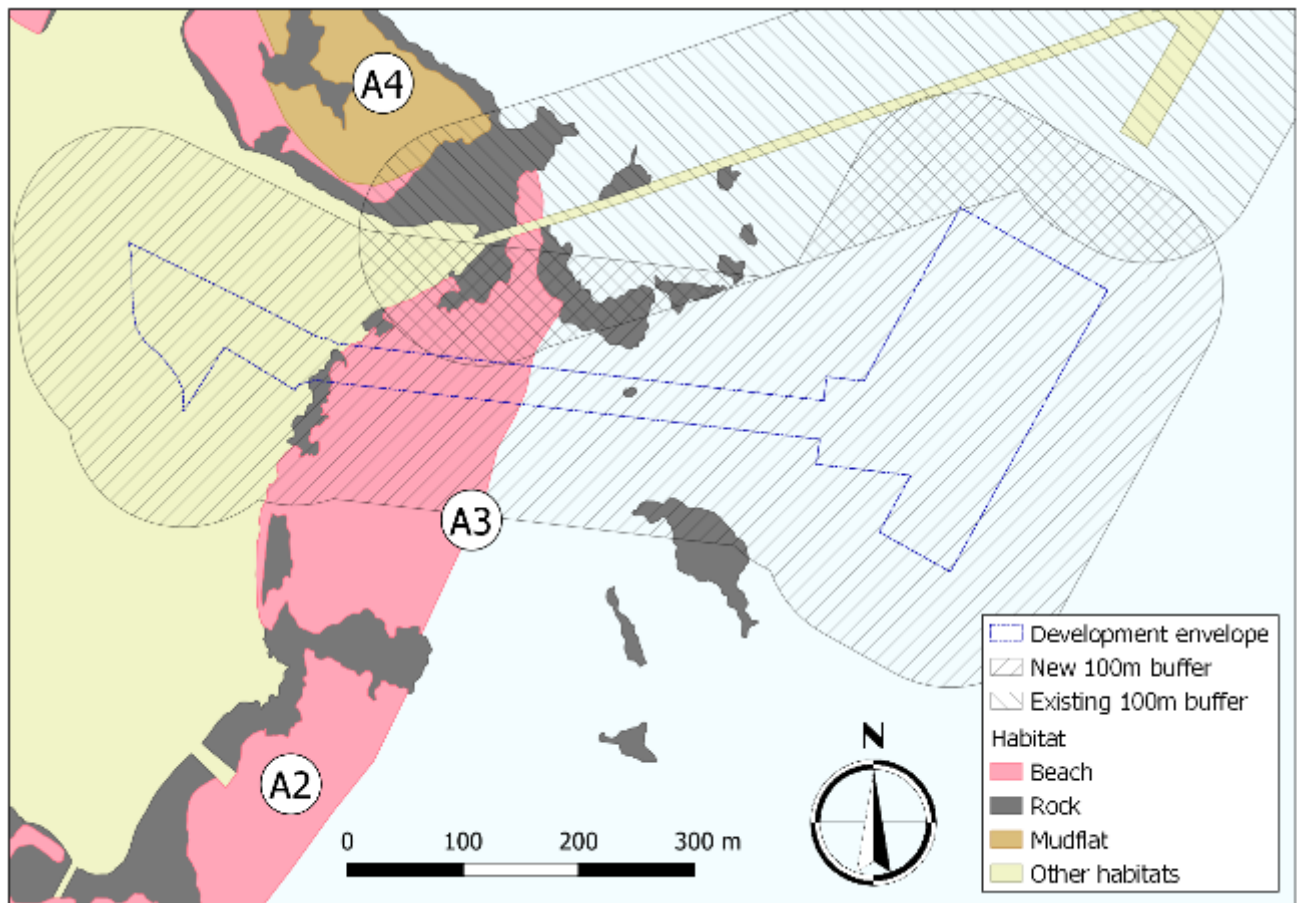 A4
A3
A2
N
0 100 200 300 m
Development envelope
New 100m buffer
Existing 100m buffer
Habitat
Beach
Rock
Mudflat
Other habitats